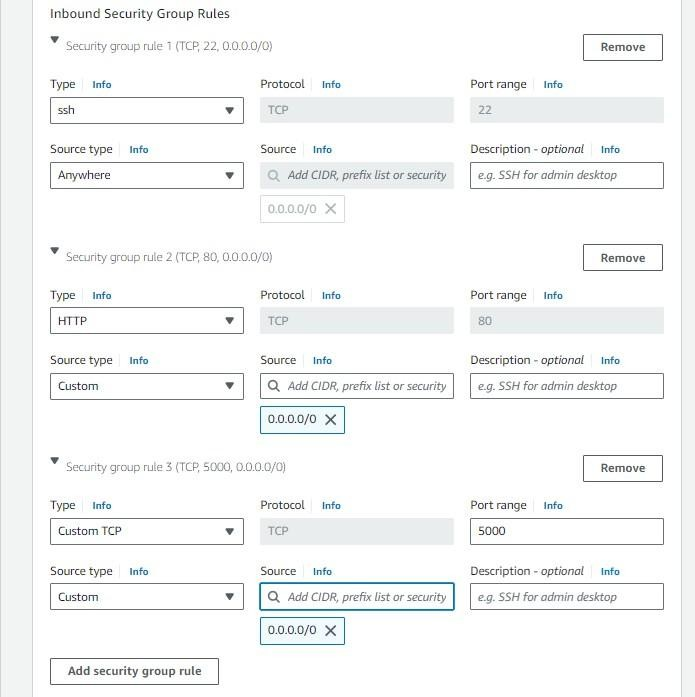 Inbound Security Group Rules
Security group rule 1 (TCP, 22, 0.0.0.0/0)
Remove
Type Info Protocol Info Port range Info
ssh TCP 22
Source type Info Source Info Description - optional Info
Anywhere Add CIDR, prefix list or security e.g. SSH for admin desktop
0.0.0.0/0
Security group rule 2 (TCP, 80, 0.0.0.0/0)
Remove
Type Info Protocol Info Port range Info
HTTP TCP 80
Source type Info Source Info Description - optional Info
Custom Add CIDR, prefix list or security e.g. SSH for admin desktop
0.0.0.0/0
Security group rule 3 (TCP, 5000, 0.0.0.0/0)
Remove
Type Info Protocol Info Port range Info
Custom TCP TCP 5000
Source type Info Source Info Description - optional Info
Custom Add CIDR, prefix list or security e.g. SSH for admin desktop
0.0.0.0/0
Add security group rule